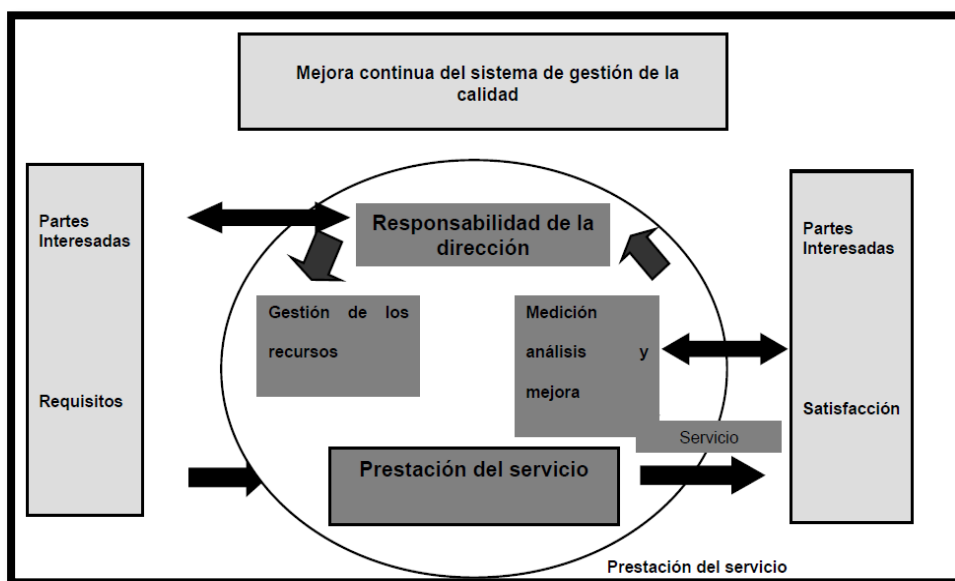 Mejora continua del sistema de gestión de la
calidad
Partes
Interesadas
Requisitos
Responsabilidad de la
dirección
Gestión de los
recursos
Medición
análisis y
mejora
Servicio
Prestación del servicio
Partes
Interesadas
Satisfacción
Prestación del servicio